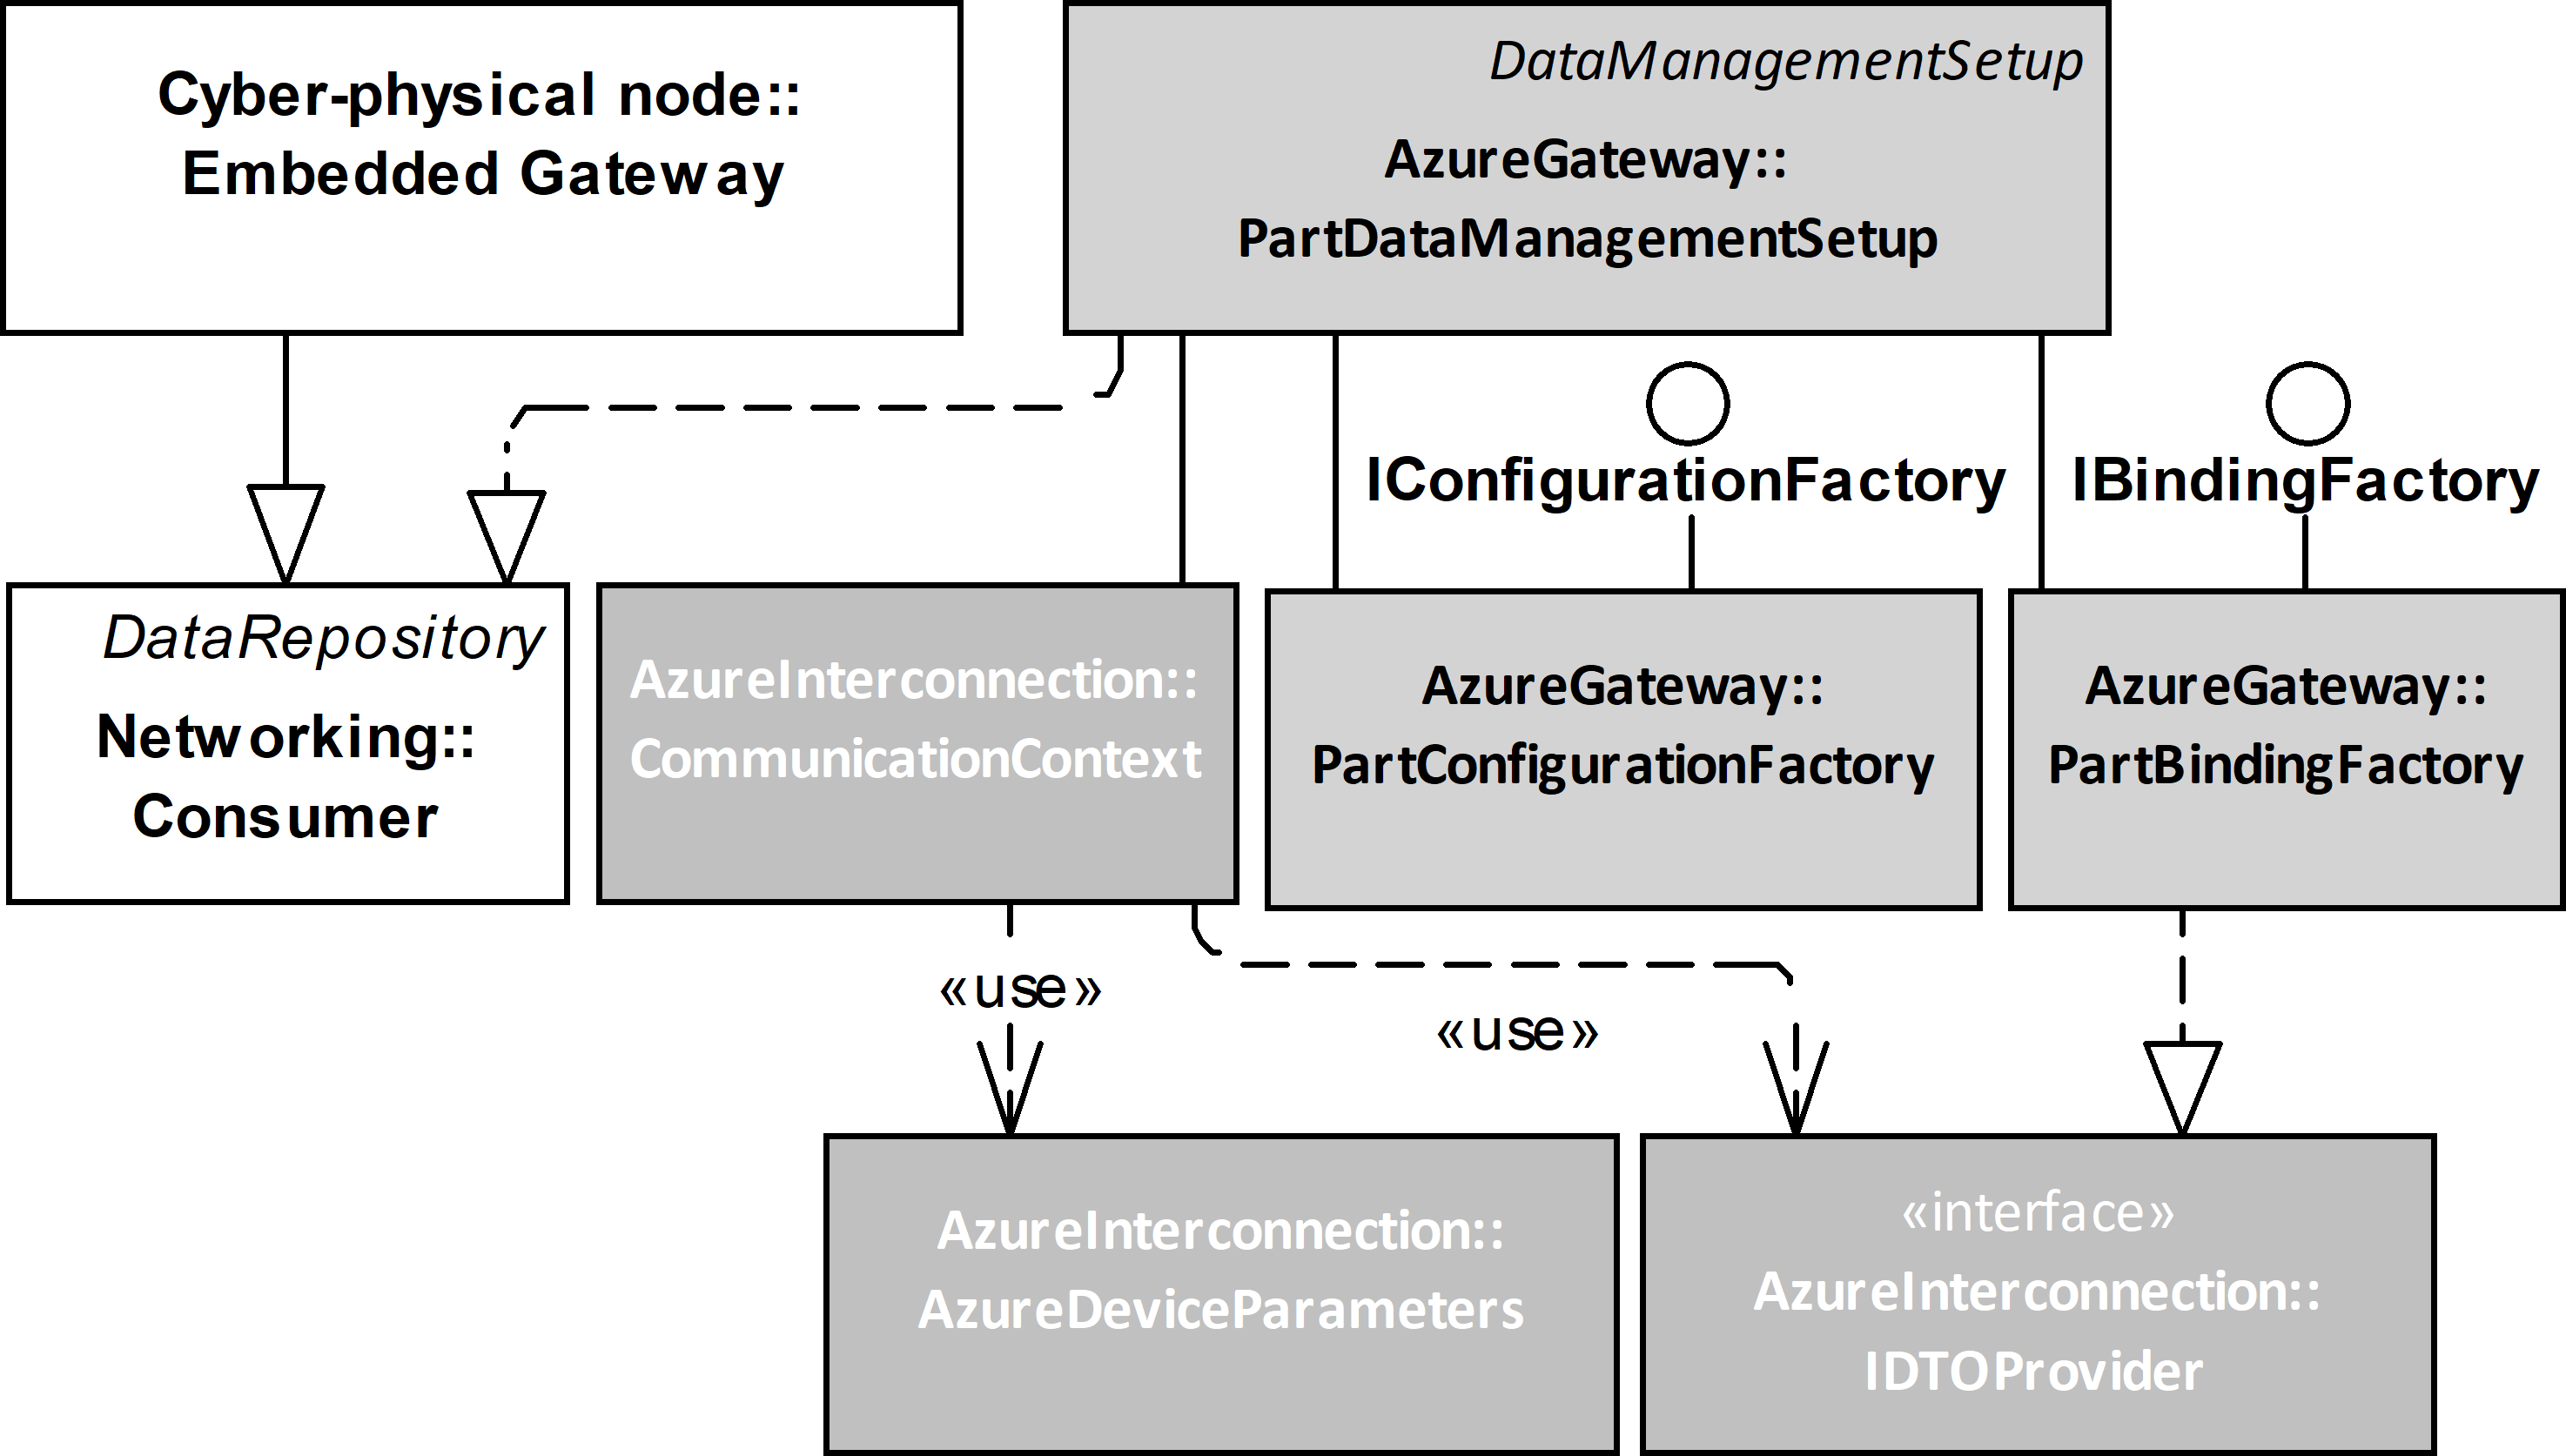 Cyber-physical node::
Embedded Gateway
DataManagementSetup
AzureGateway::
PartDataManagementSetup
IConfigurationFactory
IBindingFactory
DataRepository
Networking::
Consumer
AzureInterconnection::
CommunicationContext
AzureGateway::
PartConfigurationFactory
AzureGateway::
PartBindingFactory
«use»
«use»
AzureInterconnection::
AzureDeviceParameters
«interface»
AzureInterconnection::
IDTOProvider